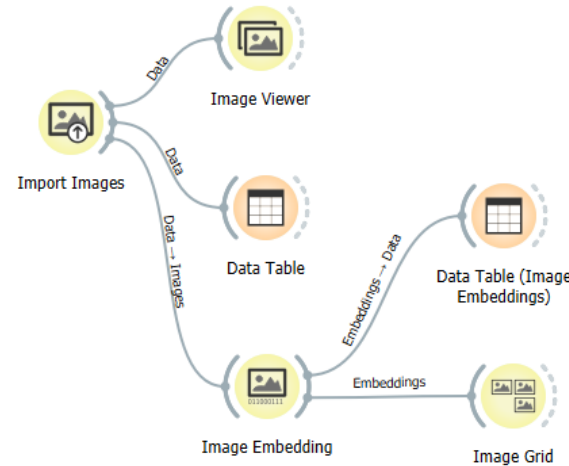 Data
Image Viewer
Import Images
Data
Data Table
Data → Images
Embeddings → Data
Data Table (Image
Embeddings)
Embeddings
011000111
Image Embedding
Image Grid